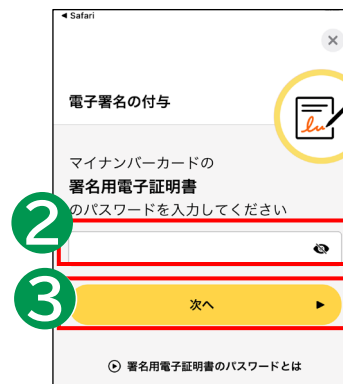 ◀ Safari
電子署名の付与
マイナンバーカードの
署名用電子証明書
のパスワードを入力してください
2
3
次へ
署名用電子証明書のパスワードとは